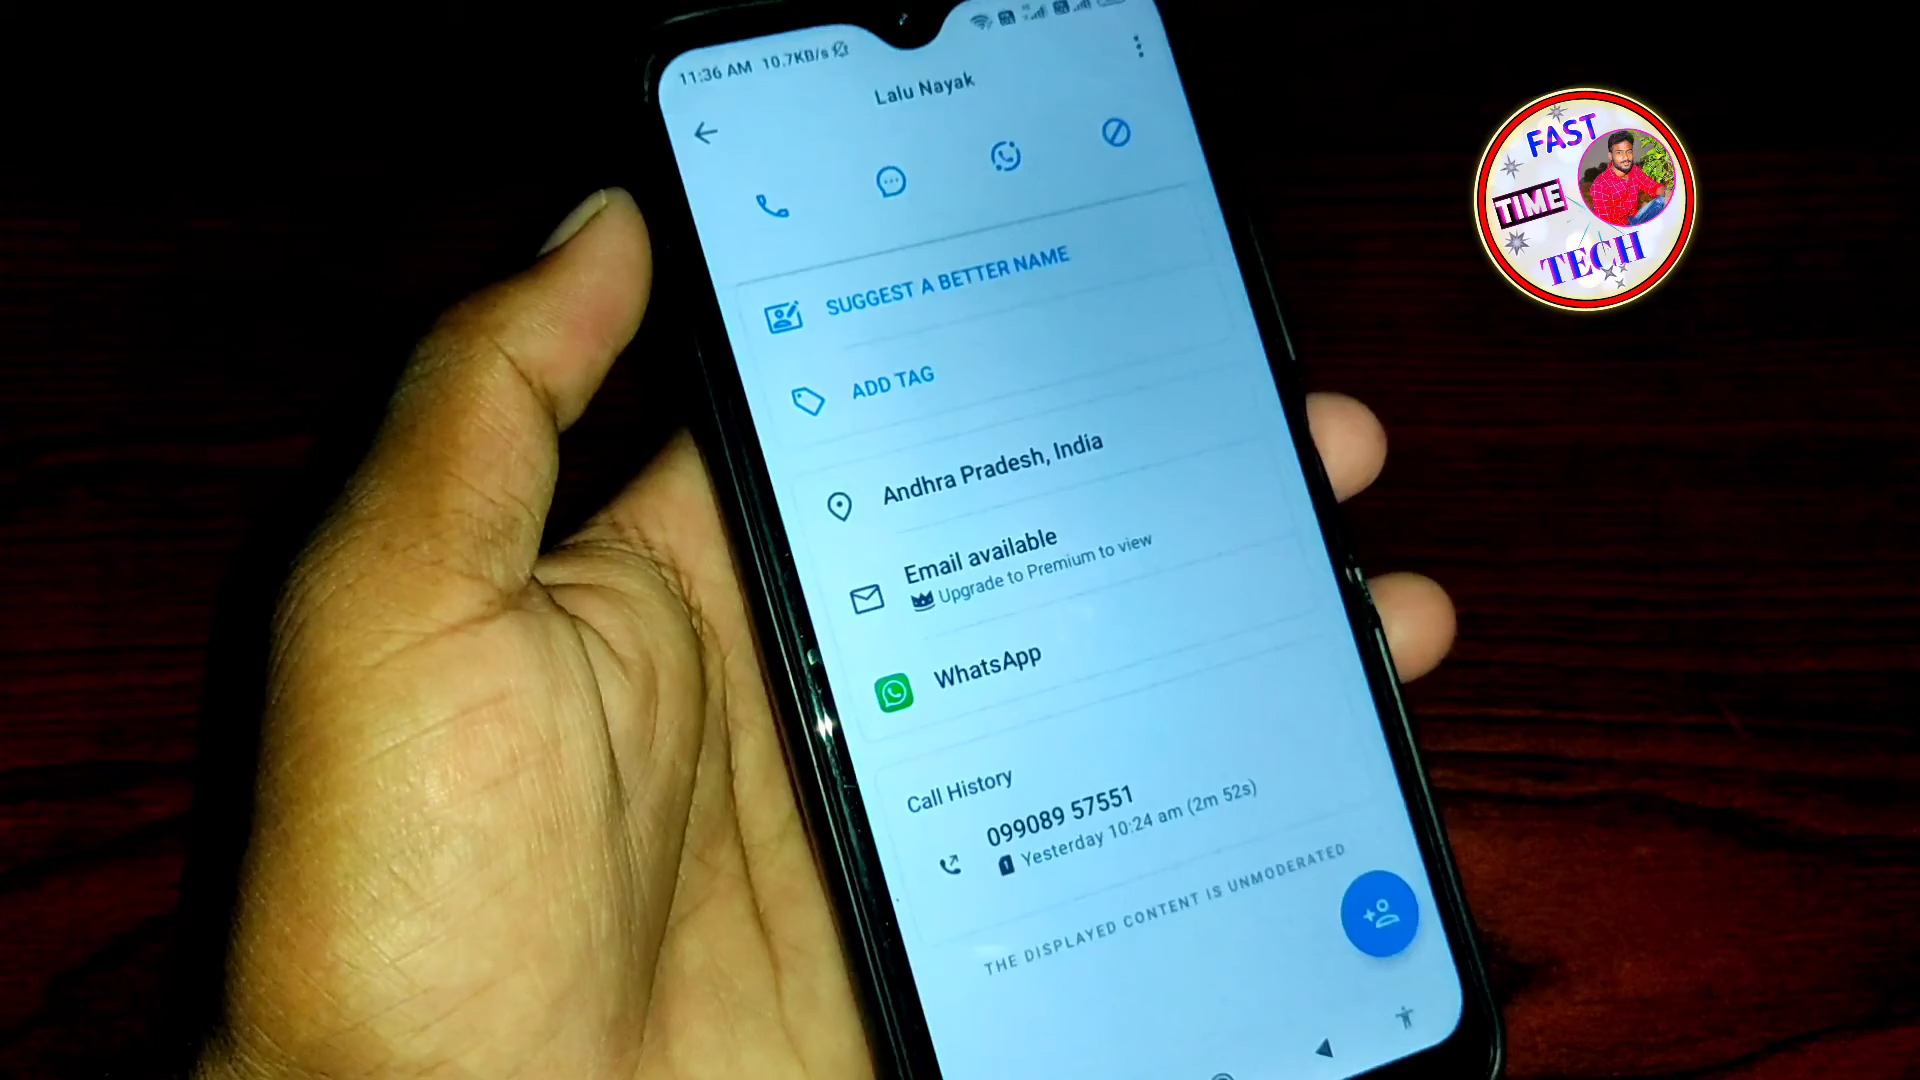 11:36 AM 10.7KB/s
Lalu Nayak
SUGGEST A BETTER NAME
ADD TAG
Andhra Pradesh, India
Email available
Upgrade to Premium to view
WhatsApp
Call History
099089 57551
1 Yesterday 10:24 am (2m 52s)
THE DISPLAYED CONTENT IS UNMODERATED
FAST
TIME
TECH